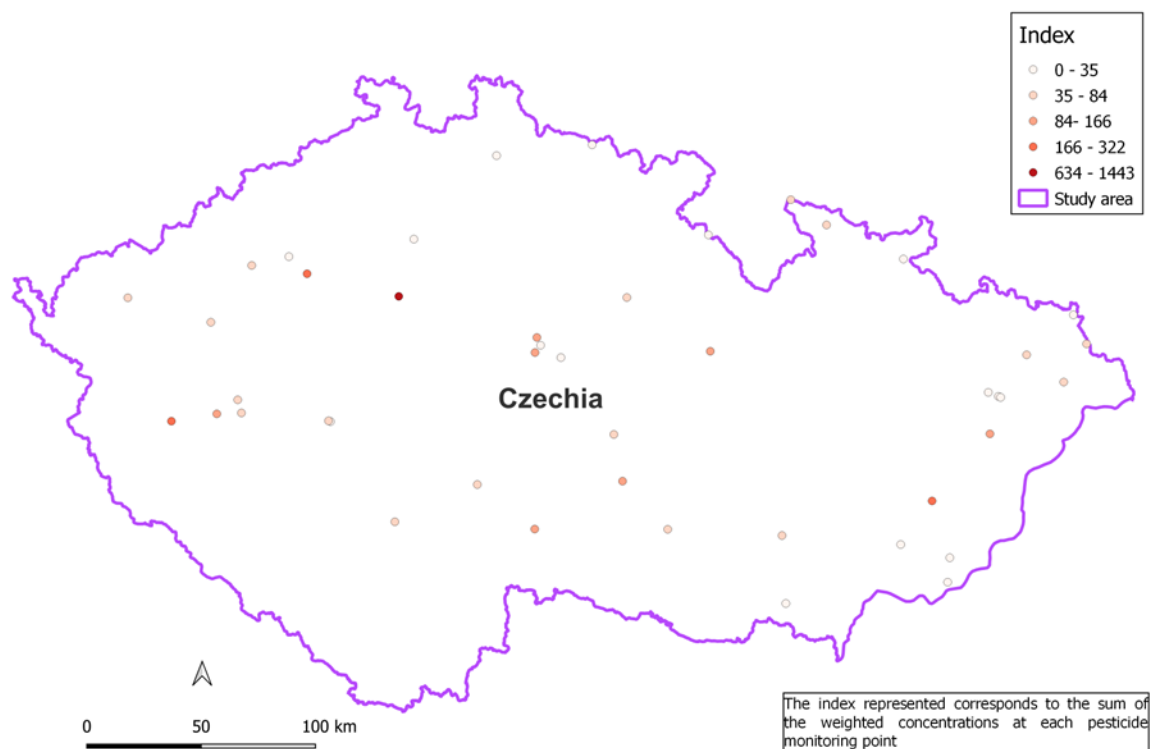 Index
0 - 35
35 - 84
84- 166
166 - 322
634 - 1443
Study area
Czechia
0 50 100 km
The index represented corresponds to the sum of
the weighted concentrations at each pesticide
monitoring point